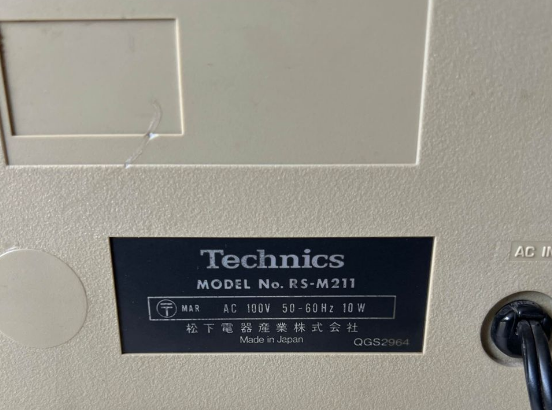 Technics
MODEL No. RS-M211
〒 MAR AC 100V 50-60Hz 10W
松下電器産業株式会社
Made in Japan
QGS2964
AC IN